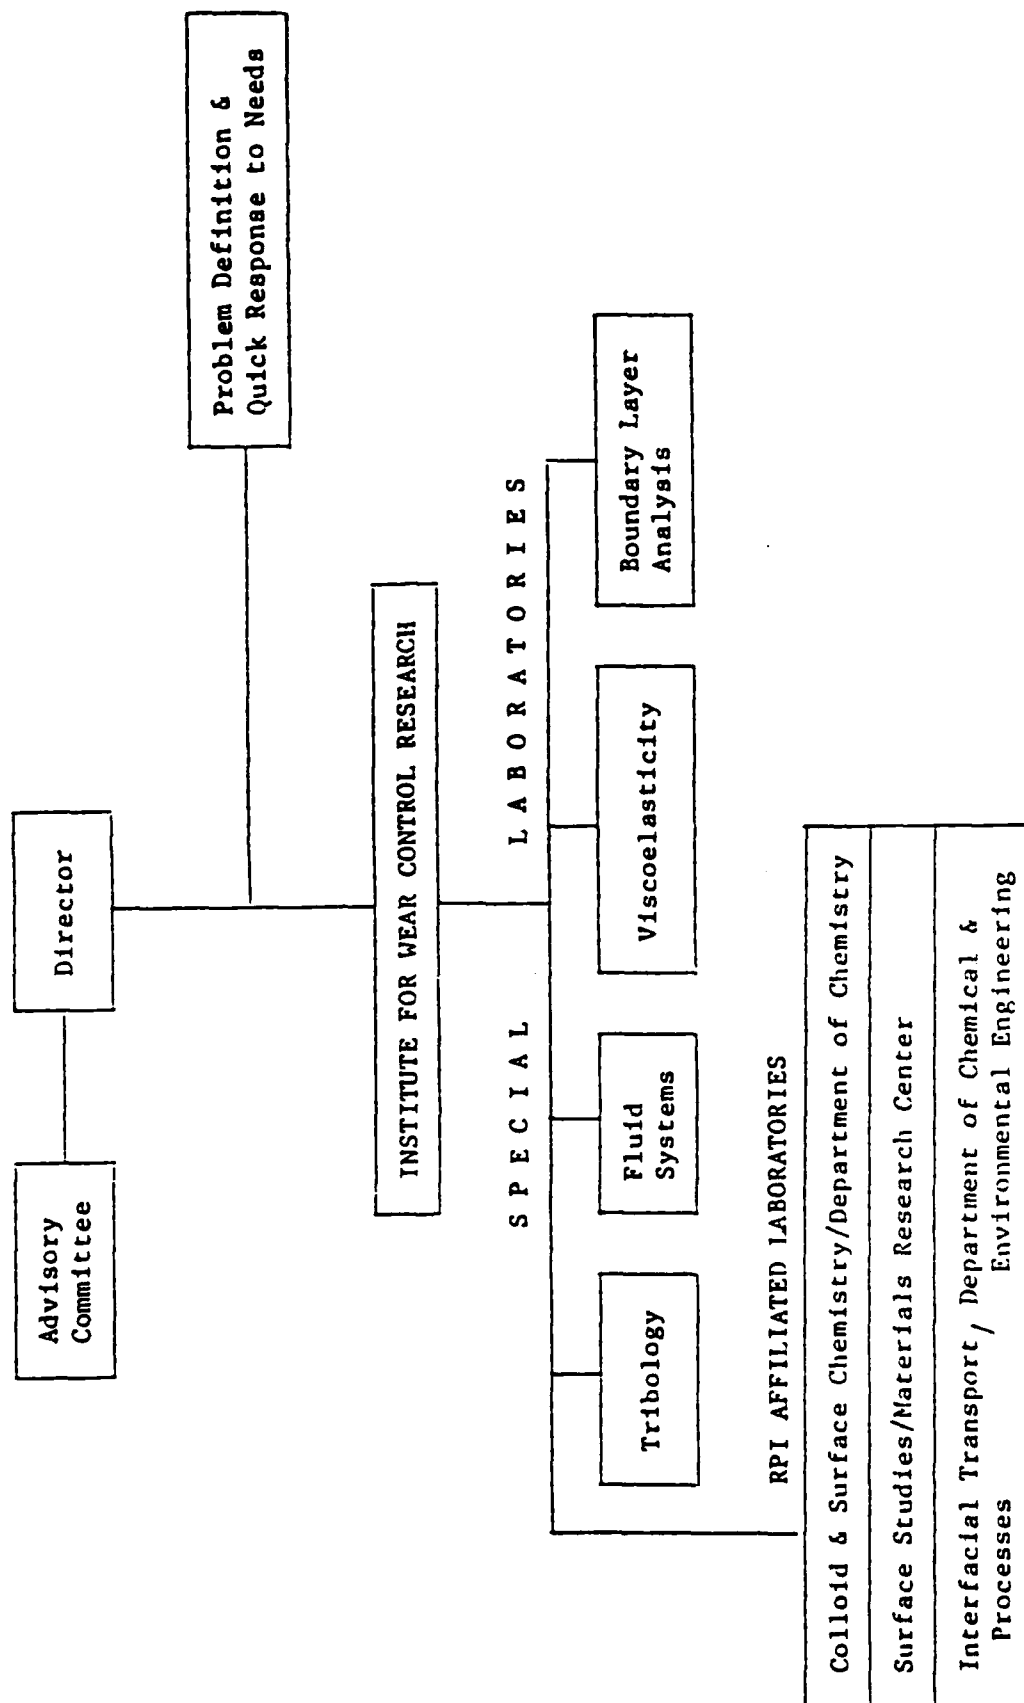 Advisory
Committee
Director
Problem Definition &
Quick Response to Needs
INSTITUTE FOR WEAR CONTROL RESEARCH
SPECIAL LABORATORIES
Tribology
Fluid
Systems
Viscoelasticity
Boundary Layer
Analysis
RPI AFFILIATED LABORATORIES
Colloid & Surface Chemistry/Department of Chemistry
Surface Studies/Materials Research Center
Interfacial Transport / Department of Chemical &
Processes Environmental Engineering